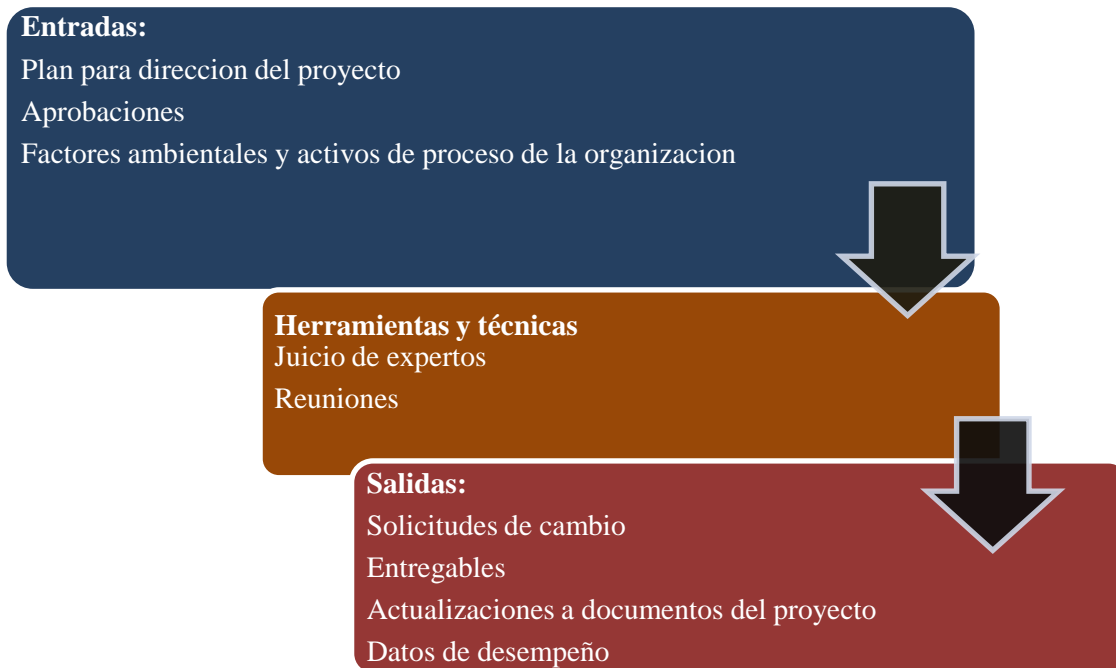 Entradas:
Plan para direccion del proyecto
Aprobaciones
Factores ambientales y activos de proceso de la organizacion
Herramientas y técnicas
Juicio de expertos
Reuniones
Salidas:
Solicitudes de cambio
Entregables
Actualizaciones a documentos del proyecto
Datos de desempeño